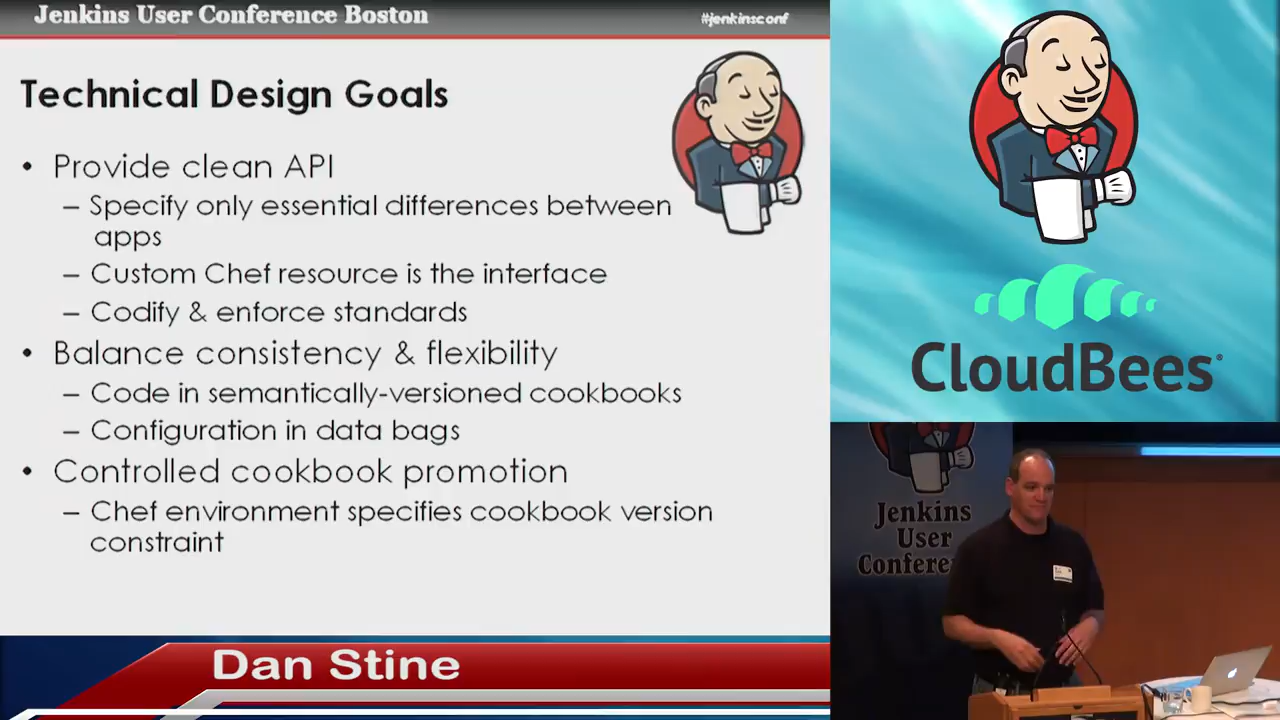 Jenkins User Conference Boston
#jenkinsconf
Technical Design Goals
• Provide clean API
– Specify only essential differences between
apps
– Custom Chef resource is the interface
– Codify & enforce standards
• Balance consistency & flexibility
– Code in semantically-versioned cookbooks
– Configuration in data bags
• Controlled cookbook promotion
– Chef environment specifies cookbook version
constraint
CloudBees
Jenkins
User
Dan Stine